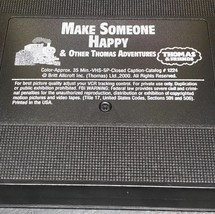 MAKE SOMEONE
HAPPY
& OTHER THOMAS ADVENTURES
THOMAS
& FRIENDS
Color-Approx. 35 Min.-VHS-SP-Closed Caption-Catalog # 1224
© Britt Allcroft Inc. (Thomas) Ltd, 2000. All Rights Reserved.
For best picture quality adjust your VCR tracking control. For private use only. Duplication
or public exhibition prohibited. FBI WARNING: Federal law provides severe civil and crimi-
nal penalties for the unauthorized reproduction, distribution or exhibition of copyrighted
motion pictures and video tapes. (Title 17, United States Codes, Sections 501 and 506).
Printed in the USA.